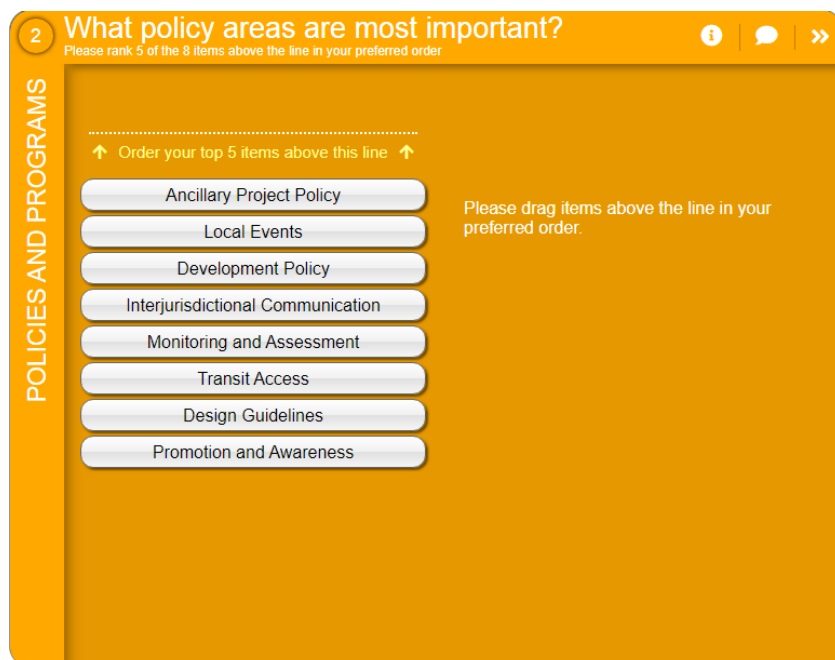 2
What policy areas are most important?
Please rank 5 of the 8 items above the line in your preferred order
POLICIES AND PROGRAMS
Order your top 5 items above this line
Ancillary Project Policy
Local Events
Development Policy
Interjurisdictional Communication
Monitoring and Assessment
Transit Access
Design Guidelines
Promotion and Awareness
Please drag items above the line in your
preferred order.